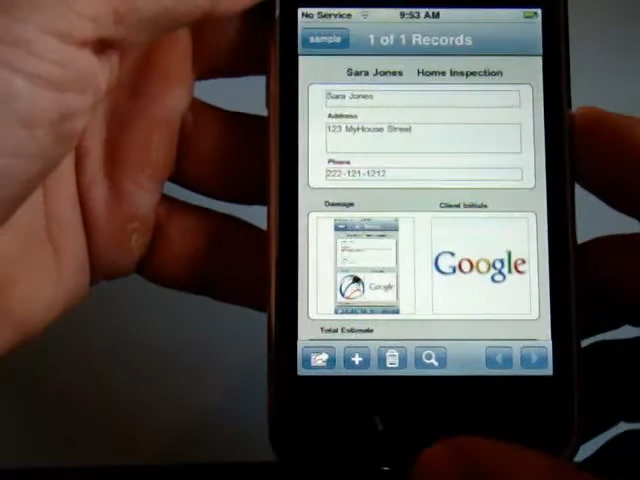 No Service 9:53 AM
sample 1 of 1 Records
Sara Jones Home Inspection
Sara Jones
Address
123 MyHouse Street
Phone
222-121-1212
Damage Client Initials
Google
Google
Total Estimate